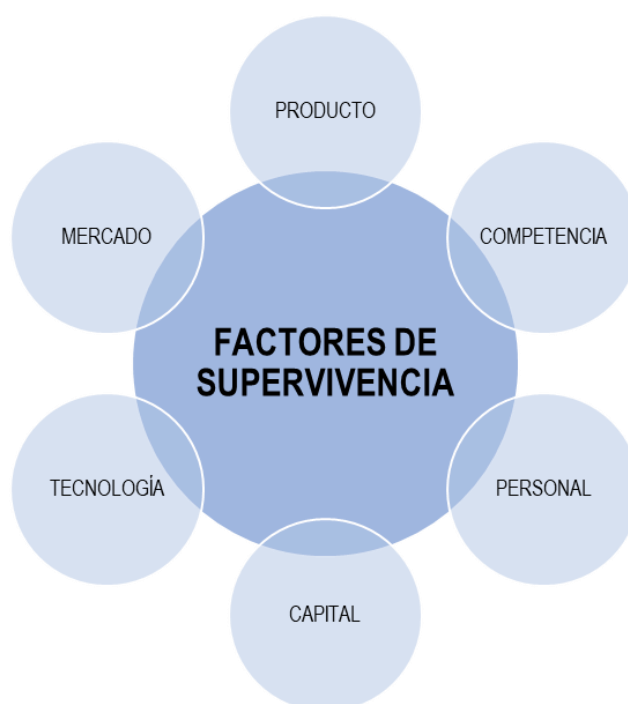 PRODUCTO
MERCADO
COMPETENCIA
FACTORES DE
SUPERVIVENCIA
TECNOLOGÍA
PERSONAL
CAPITAL